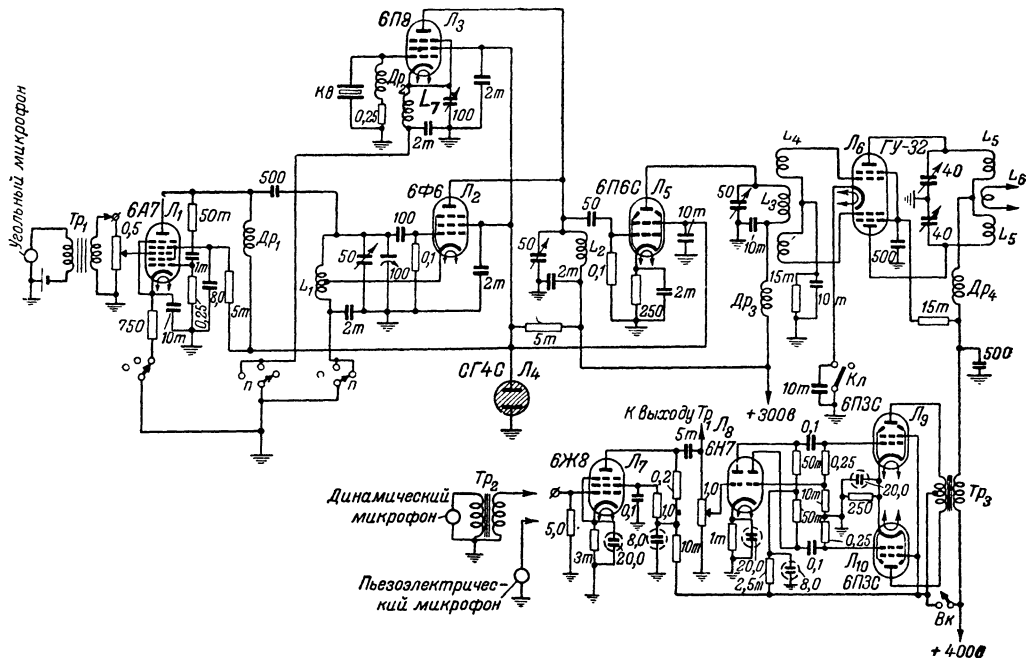 6П8
Л3
Др2
Кв
L7
0,25
100
2т
2т
Угольный микрофон
Тр1
0,5
6А7
Л1
50т
500
Др1
1т
0,25
8,0
5т
750
10т
6Ф6
Л2
100
50
100
0,1
L1
2т
2т
п
п
СГ4С
Л4
5т
50
50
L2
2т
0,1
6П6С
Л5
10т
2т
250
50
10т
L3
L4
Др3
15т
10т
+300в
Л6
ГУ-32
500
40
40
L5
L6
L5
Др4
15т
500
10т
Кл
6П3С
К выходу Тр1
5т
Л8
6Н7
6Ж8
Л7
0,2
1,0
1,0
0,1
8,0
5,0
3т
20,0
10т
1т
20,0
2,5т
8,0
0,1
50т
0,25
10т
50т
0,25
0,1
20,0
250
Л9
Л10
6П3С
Тр3
Вк
+400в
Тр2
Динамический
микрофон
Пьезоэлектричес-
кий микрофон